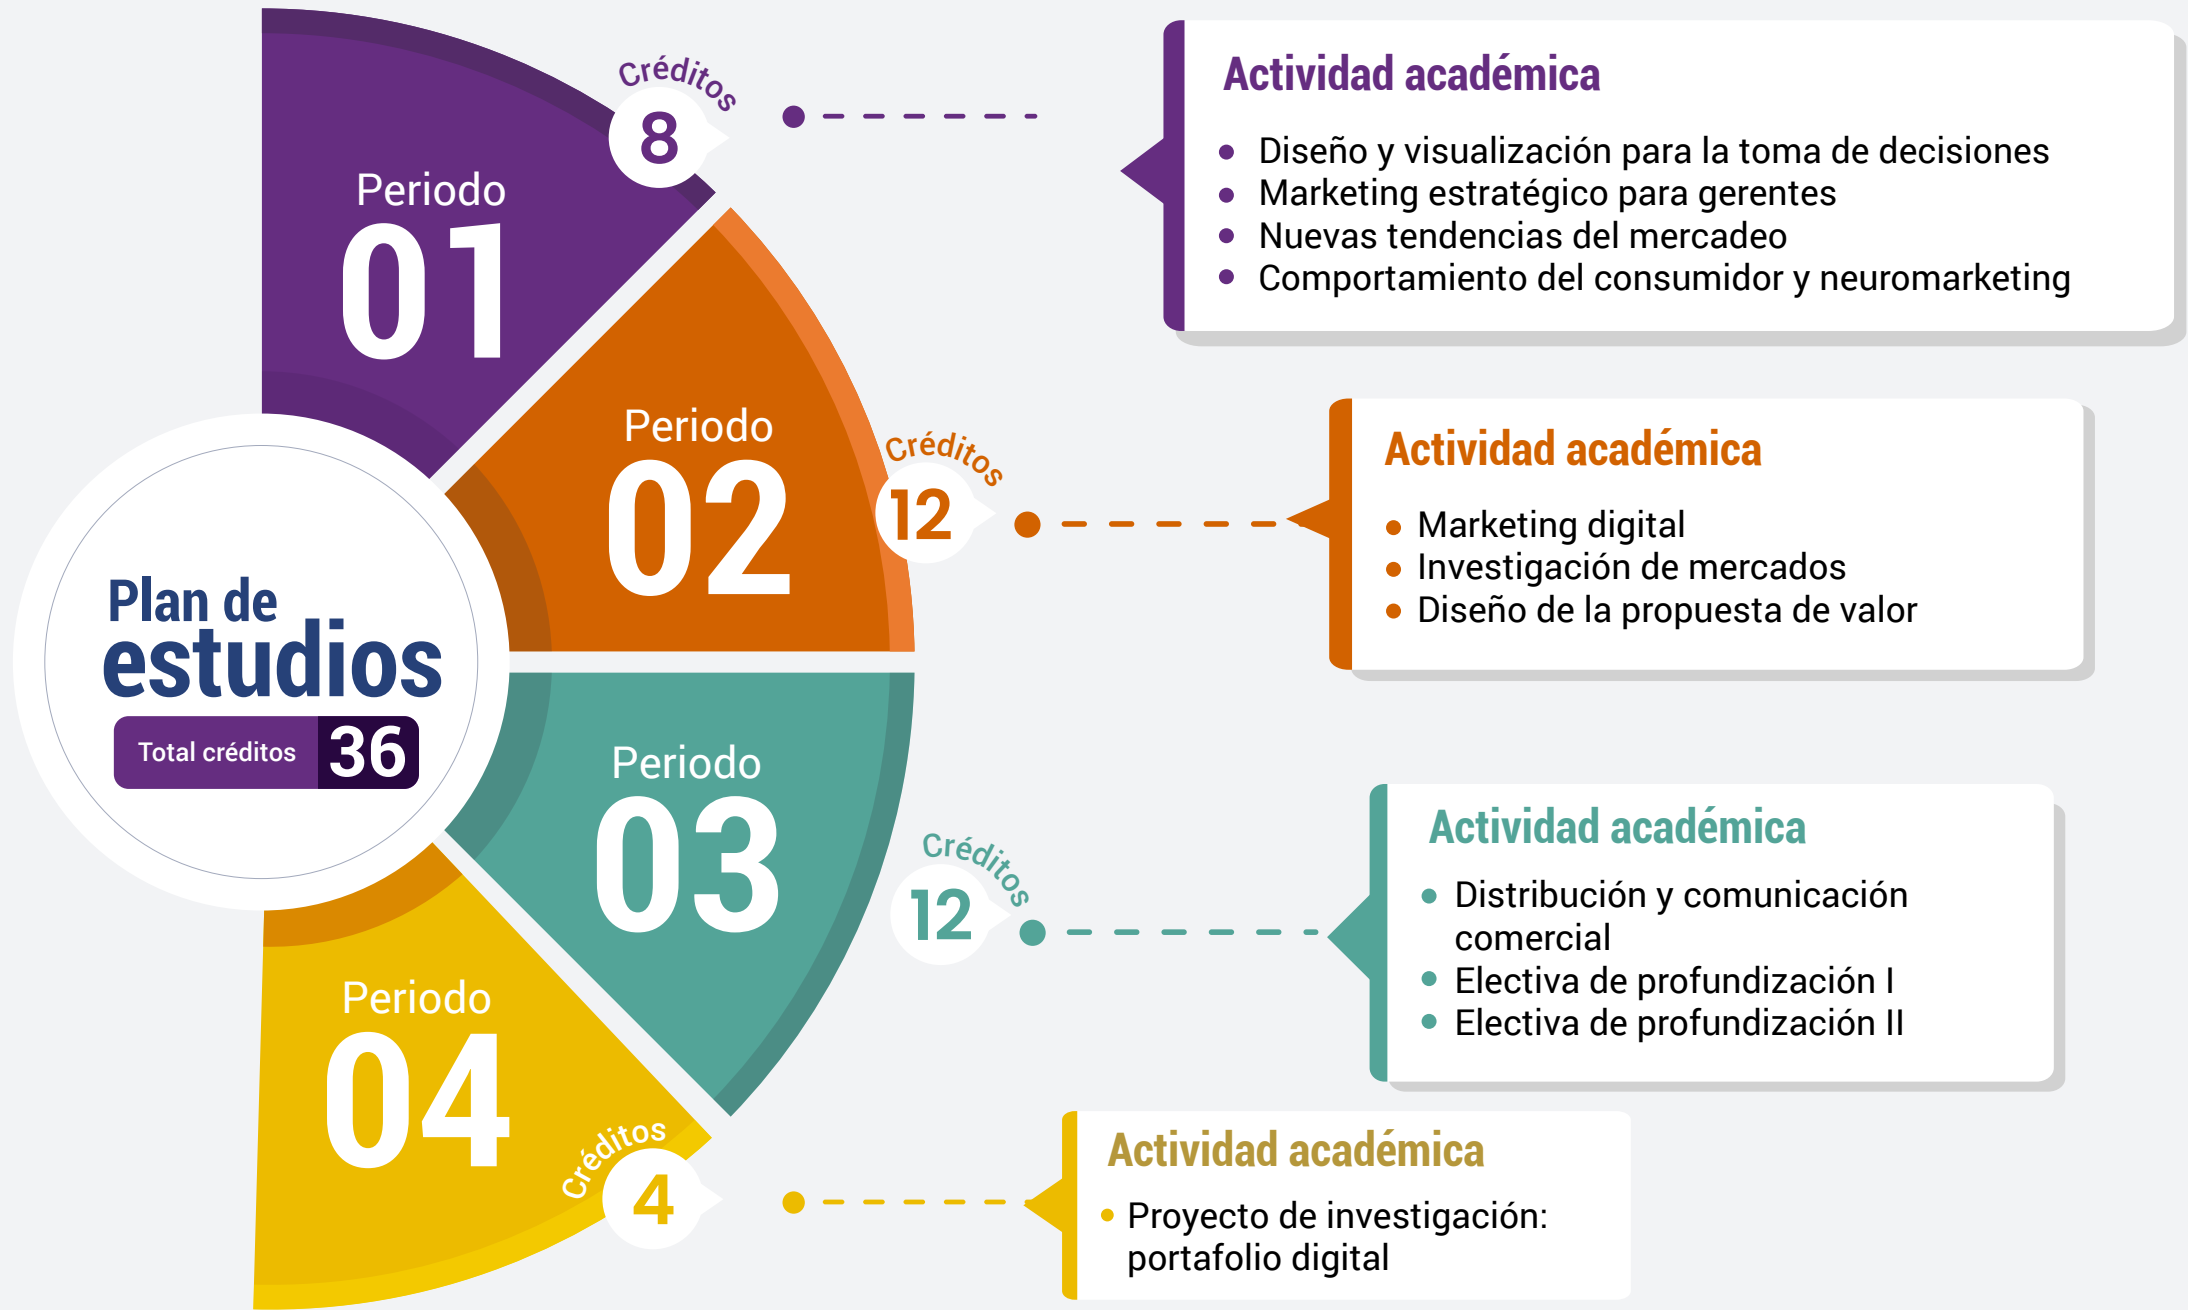 Plan de
estudios
Total créditos 36
Periodo
01
Créditos
8
Actividad académica
Diseño y visualización para la toma de decisiones
Marketing estratégico para gerentes
Nuevas tendencias del mercadeo
Comportamiento del consumidor y neuromarketing
Periodo
02
Créditos
12
Actividad académica
Marketing digital
Investigación de mercados
Diseño de la propuesta de valor
Periodo
03
Créditos
12
Actividad académica
Distribución y comunicación
comercial
Electiva de profundización I
Electiva de profundización II
Periodo
04
Créditos
4
Actividad académica
Proyecto de investigación:
portafolio digital